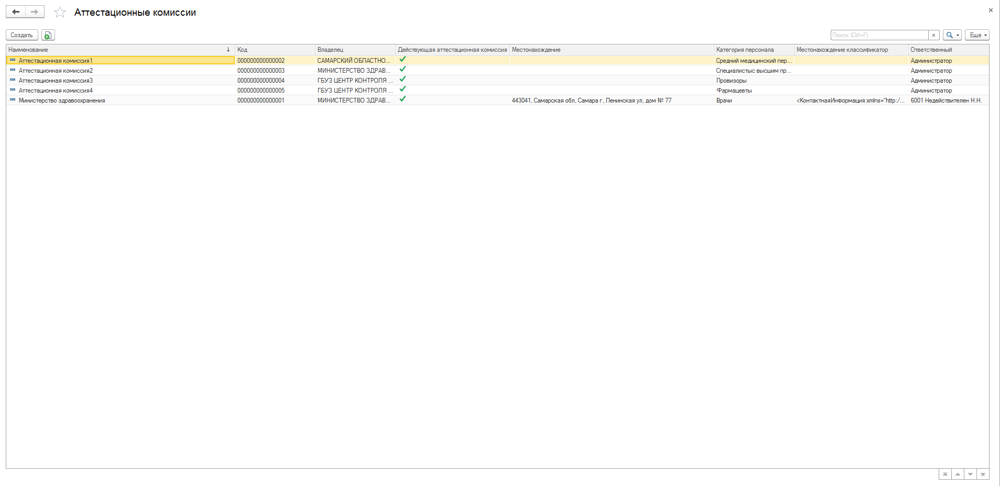 Аттестационные комиссии
Создать Поиск (Ctrl+F) × Еще
Наименование ↓ Код Владелец Действующая аттестационная комиссия Местонахождение Категория персонала Местонахождение классификатор Ответственный
Аттестационная комиссия1 000000000000002 САМАРСКИЙ ОБЛАСТНО... Средний медицинский пер... Администратор
Аттестационная комиссия2 000000000000003 МИНИСТЕРСТВО ЗДРАВ... Специалистыс высшим пр... Администратор
Аттестационная комиссия3 000000000000004 ГБУЗ ЦЕНТР КОНТРОЛЯ ... Провизоры Администратор
Аттестационная комиссия4 000000000000005 ГБУЗ ЦЕНТР КОНТРОЛЯ ... Фармацевты Администратор
Министерство здравоохранения 000000000000001 МИНИСТЕРСТВО ЗДРАВ... 443041, Самарская обл, Самара г, Ленинская ул, дом № 77 Врачи <КонтактнаяИнформация xmlns="http:/... 6001 Недействителен Н.Н.